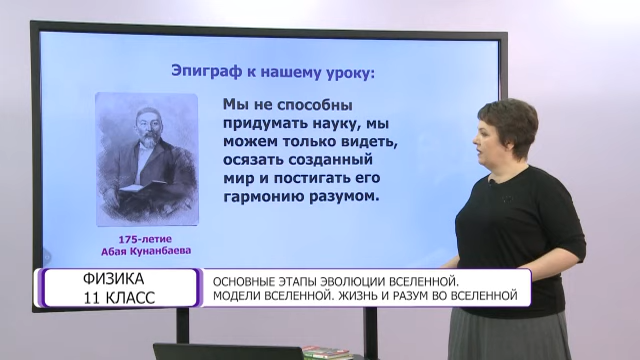 Эпиграф к нашему уроку:
Мы не способны
придумать науку, мы
можем только видеть,
осязать созданный
мир и постигать его
гармонию разумом.
175-летие
Абая Кунанбаева
ФИЗИКА
11 КЛАСС
ОСНОВНЫЕ ЭТАПЫ ЭВОЛЮЦИИ ВСЕЛЕННОЙ.
МОДЕЛИ ВСЕЛЕННОЙ. ЖИЗНЬ И РАЗУМ ВО ВСЕЛЕННОЙ